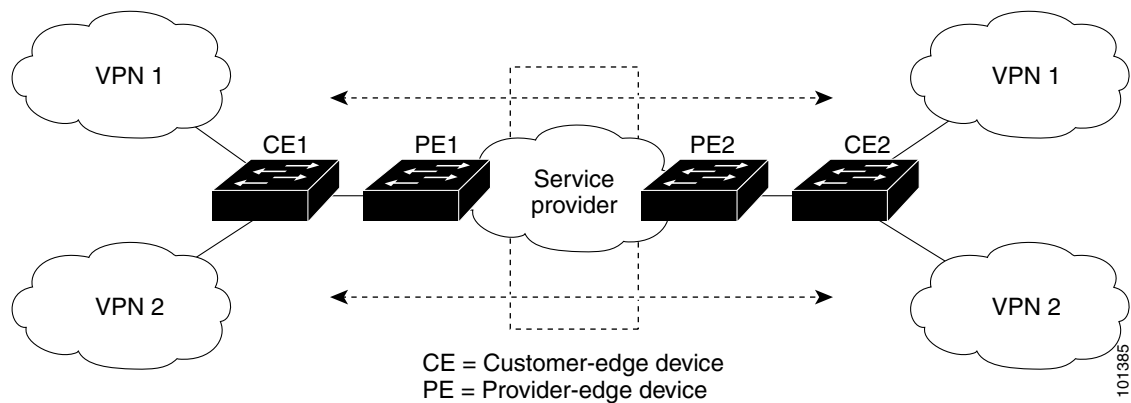 VPN 1
VPN 1
CE1
PE1
PE2
CE2
Service
provider
VPN 2
VPN 2
CE = Customer-edge device
PE = Provider-edge device
101385